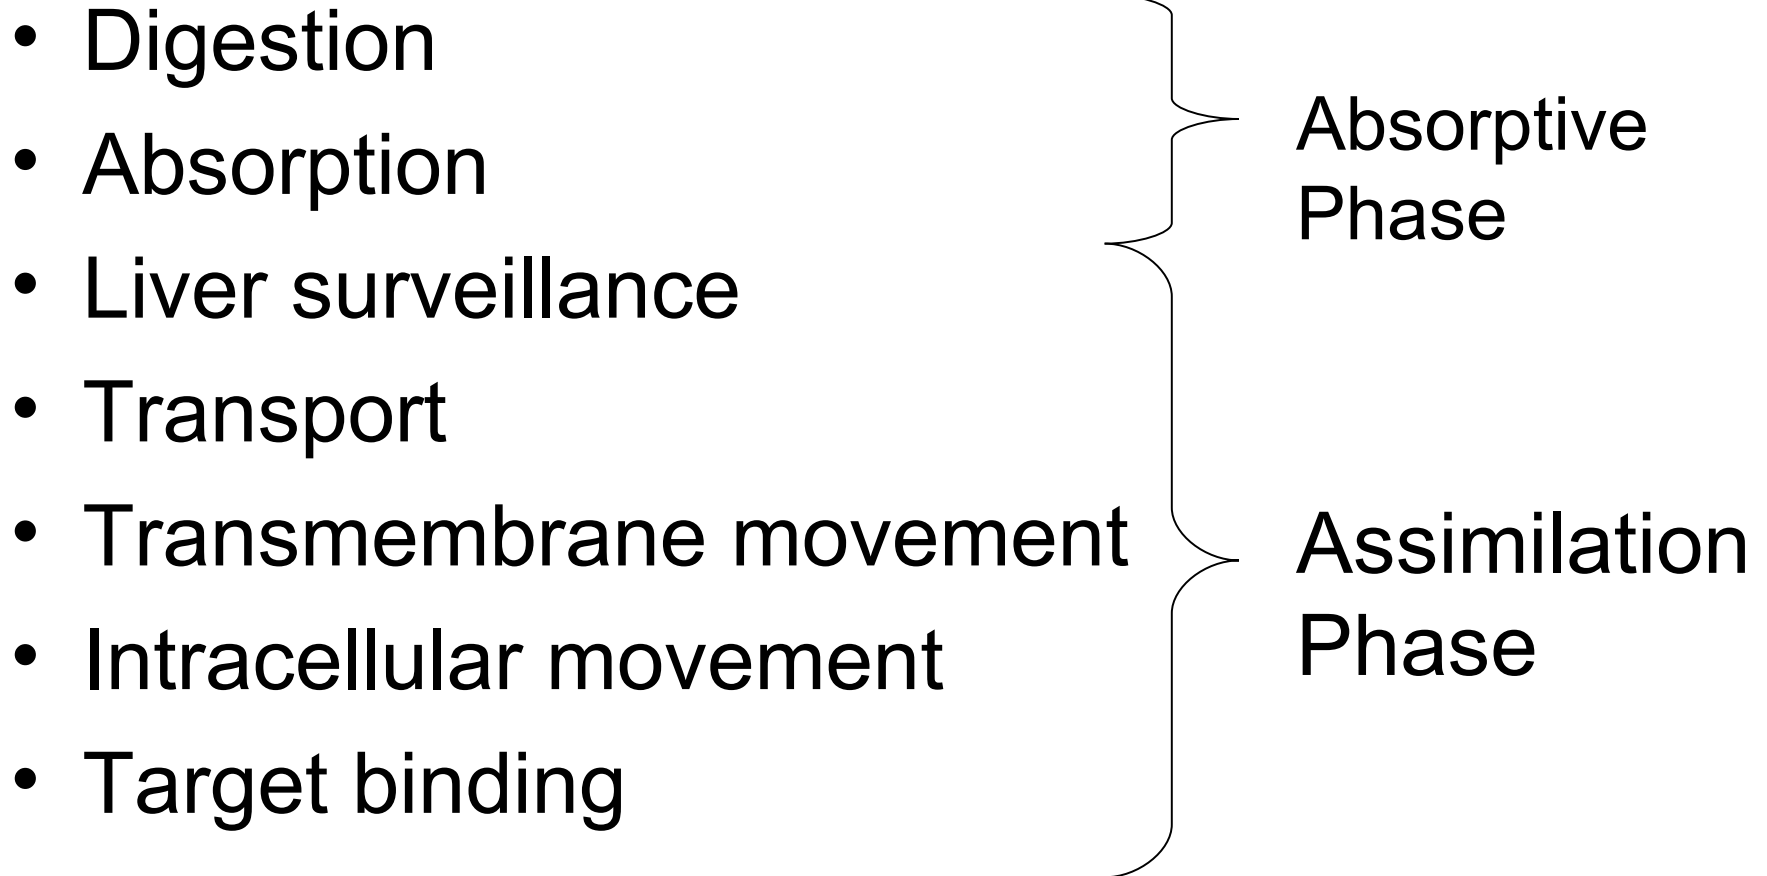 • Digestion
• Absorption
• Liver surveillance
• Transport
• Transmembrane movement
• Intracellular movement
• Target binding
Absorptive
Phase
Assimilation
Phase